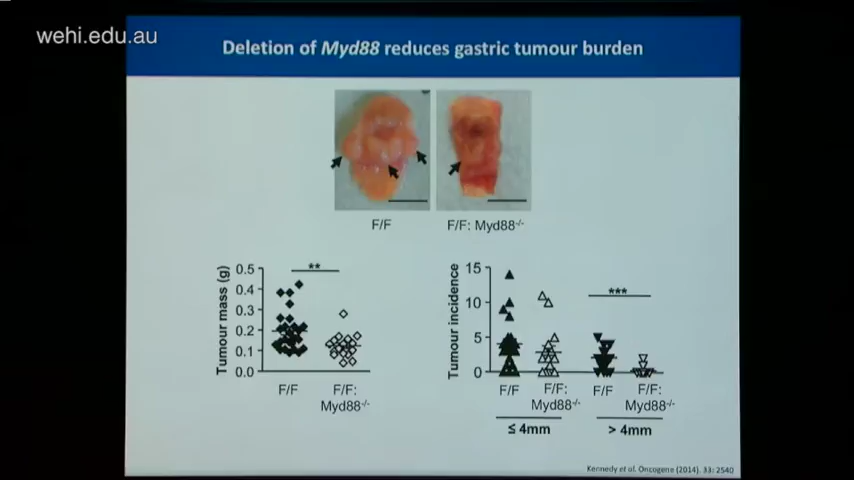 wehi.edu.au
Deletion of Myd88 reduces gastric tumour burden
F/F
F/F: Myd88-/-
Tumour mass (g)
0.5
0.4
0.3
0.2
0.1
0.0
**
F/F
F/F:
Myd88-/-
Tumour incidence
15
10
5
0
***
F/F
F/F:
Myd88-/-
F/F
F/F:
Myd88-/-
≤ 4mm
> 4mm
Kennedy et al. Oncogene (2014). 33: 2540